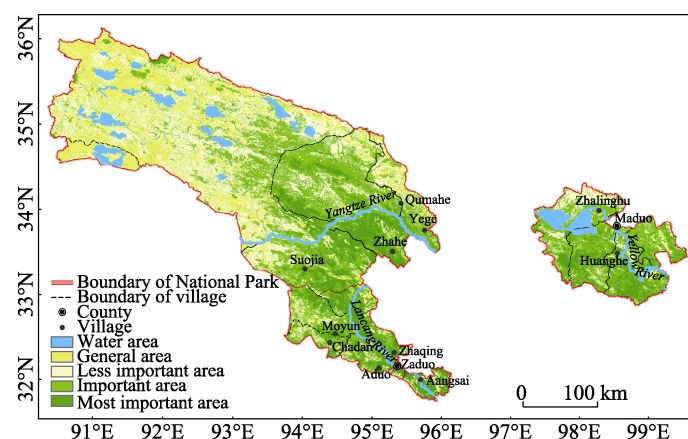 36°N
35°N
34°N
33°N
32°N
Yangtze River
Qumahe
Yege
Zhahe
Suojia
Zhalinghu
Maduo
Huanghe
Yellow River
Lancang River
Moyun
Chadan
Zhaqing
Zaduo
Aduo
Aangsai
Boundary of National Park
Boundary of village
County
Village
Water area
General area
Less important area
Important area
Most important area
0 100 km
91°E 92°E 93°E 94°E 95°E 96°E 97°E 98°E 99°E